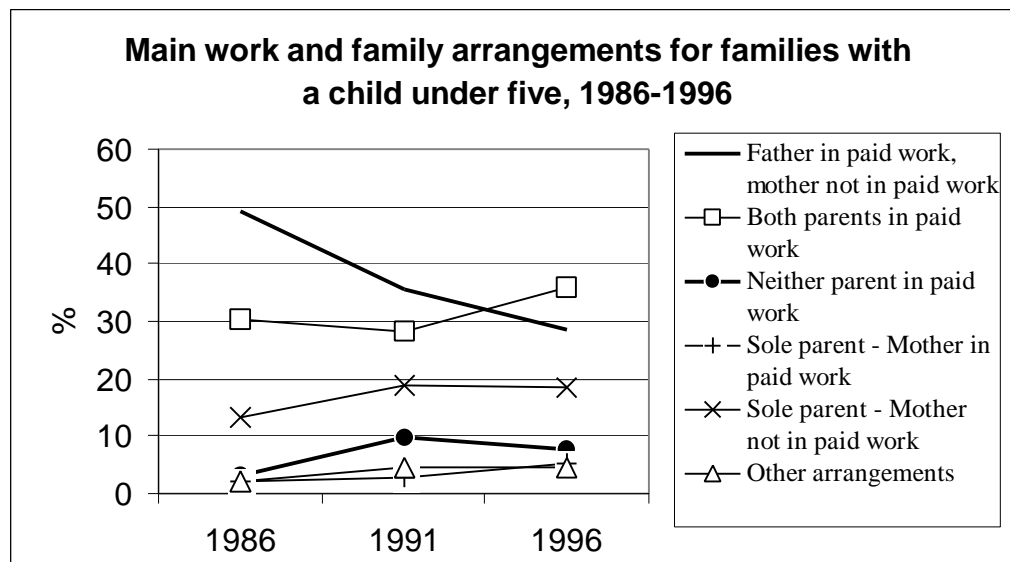 Main work and family arrangements for families with
a child under five, 1986-1996
60
50
40
30
20
10
0
%
1986
1991
1996
Father in paid work,
mother not in paid work
Both parents in paid
work
Neither parent in paid
work
Sole parent - Mother in
paid work
Sole parent - Mother
not in paid work
Other arrangements